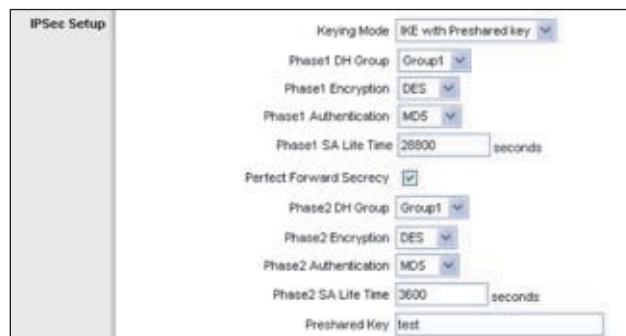 IPSec Setup
Keying Mode IKE with Preshared key
Phase1 DH Group Group1
Phase1 Encryption DES
Phase1 Authentication MD5
Phase1 SA Life Time 28800 seconds
Perfect Forward Secrecy
Phase2 DH Group Group1
Phase2 Encryption DES
Phase2 Authentication MD5
Phase2 SA Life Time 3600 seconds
Preshared Key test